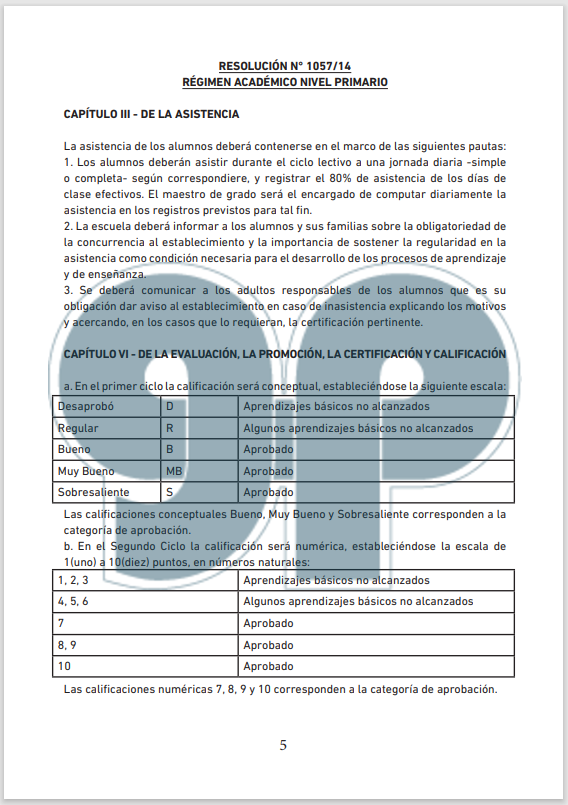 RESOLUCIÓN N° 1057/14
RÉGIMEN ACADÉMICO NIVEL PRIMARIO
CAPÍTULO III - DE LA ASISTENCIA
La asistencia de los alumnos deberá contenerse en el marco de las siguientes pautas:
1. Los alumnos deberán asistir durante el ciclo lectivo a una jornada diaria -simple
o completa- según correspondiere, y registrar el 80% de asistencia de los días de
clase efectivos. El maestro de grado será el encargado de computar diariamente la
asistencia en los registros previstos para tal fin.
2. La escuela deberá informar a los alumnos y sus familias sobre la obligatoriedad de
la concurrencia al establecimiento y la importancia de sostener la regularidad en la
asistencia como condición necesaria para el desarrollo de los procesos de aprendizaje
y de enseñanza.
3. Se deberá comunicar a los adultos responsables de los alumnos que es su
obligación dar aviso al establecimiento en caso de inasistencia explicando los motivos
y acercando, en los casos que lo requieran, la certificación pertinente.
CAPÍTULO VI - DE LA EVALUACIÓN, LA PROMOCIÓN, LA CERTIFICACIÓN Y CALIFICACIÓN
a. En el primer ciclo la calificación será conceptual, estableciéndose la siguiente escala:
Desaprobó D Aprendizajes básicos no alcanzados
Regular R Algunos aprendizajes básicos no alcanzados
Bueno B Aprobado
Muy Bueno MB Aprobado
Sobresaliente S Aprobado
Las calificaciones conceptuales Bueno, Muy Bueno y Sobresaliente corresponden a la
categoría de aprobación.
b. En el Segundo Ciclo la calificación será numérica, estableciéndose la escala de
1(uno) a 10(diez) puntos, en números naturales:
1, 2, 3 Aprendizajes básicos no alcanzados
4, 5, 6 Algunos aprendizajes básicos no alcanzados
7 Aprobado
8, 9 Aprobado
10 Aprobado
Las calificaciones numéricas 7, 8, 9 y 10 corresponden a la categoría de aprobación.
5